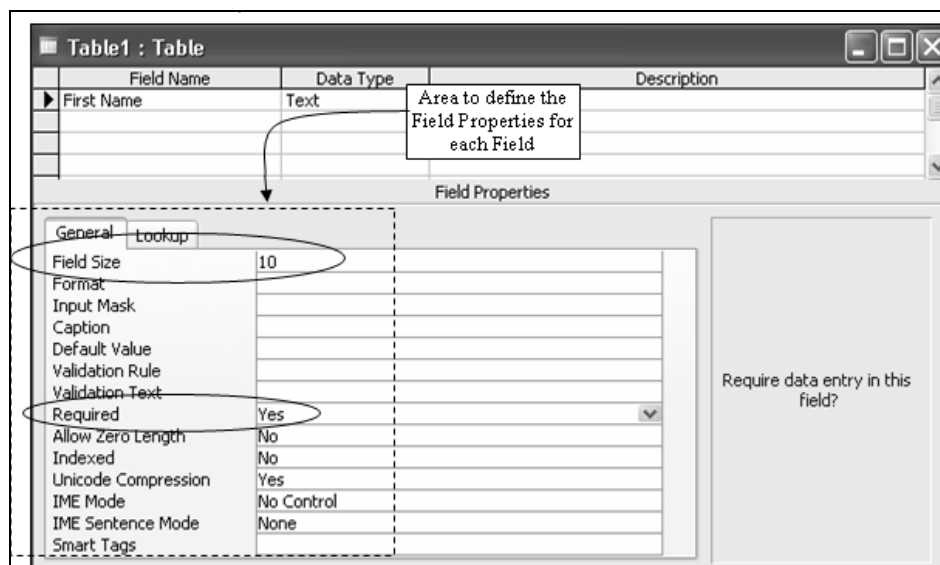 Table1 : Table
Field Name Data Type Description
First Name Text
Area to define the
Field Properties for
each Field
Field Properties
General Lookup
Field Size 10
Format
Input Mask
Caption
Default Value
Validation Rule
Validation Text
Required Yes
Allow Zero Length No
Indexed No
Unicode Compression Yes
IME Mode No Control
IME Sentence Mode None
Smart Tags
Require data entry in this
field?